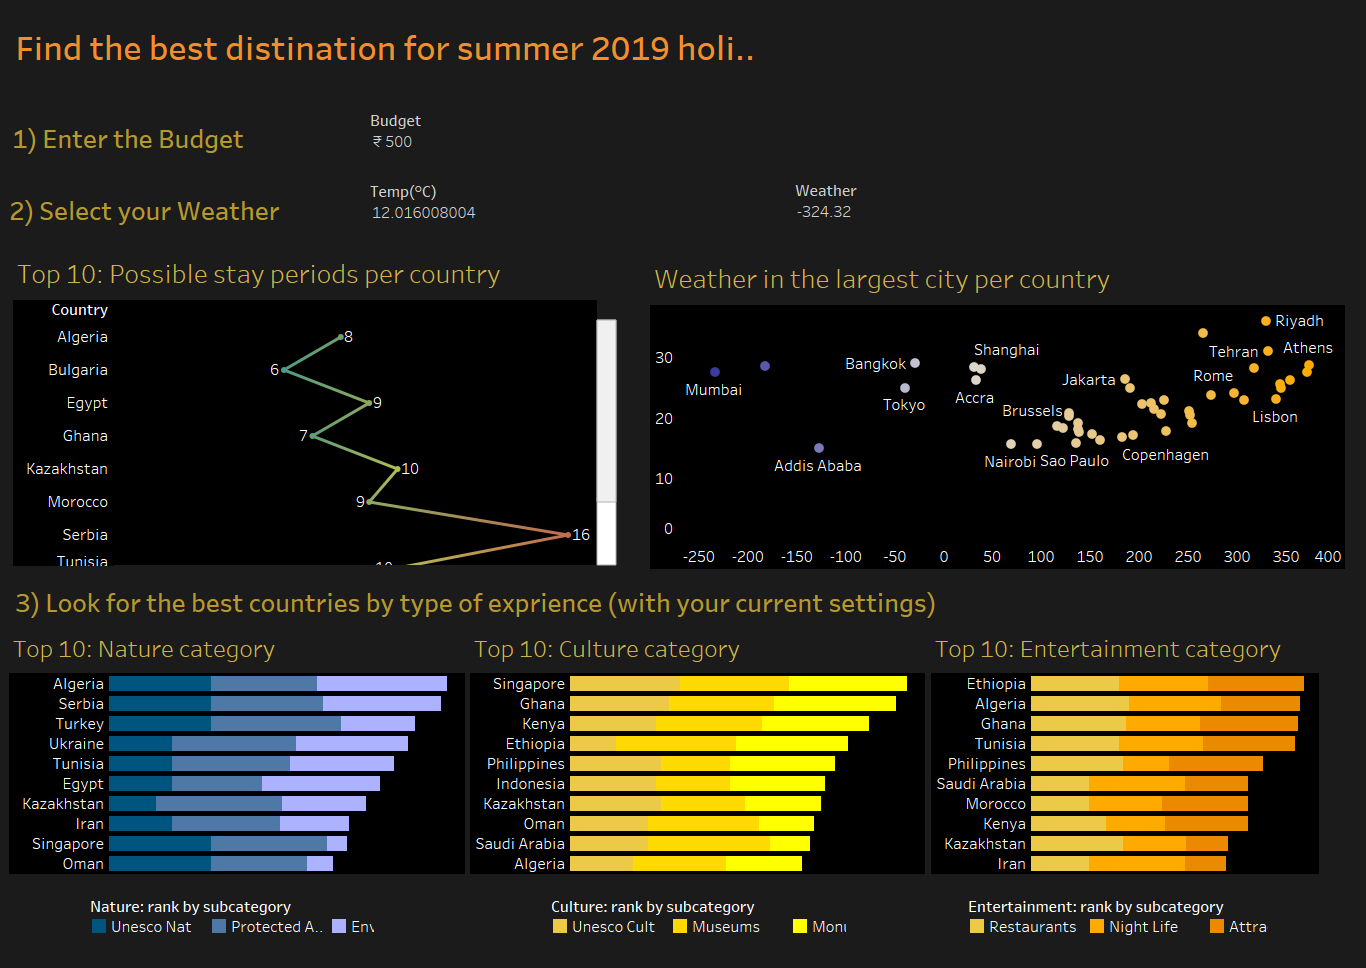 Find the best distination for summer 2019 holi..
1) Enter the Budget
Budget
₹ 500
2) Select your Weather
Temp(°C)
12.016008004
Weather
-324.32
Top 10: Possible stay periods per country
Country
Algeria 8
Bulgaria 6
Egypt 9
Ghana 7
Kazakhstan 10
Morocco 9
Serbia 16
Tunisia 10
Weather in the largest city per country
30
20
10
0
-250 -200 -150 -100 -50 0 50 100 150 200 250 300 350 400
Riyadh
Tehran
Athens
Shanghai
Bangkok
Mumbai
Tokyo
Accra
Jakarta
Rome
Brussels
Lisbon
Addis Ababa
Nairobi
Sao Paulo
Copenhagen
3) Look for the best countries by type of exprience (with your current settings)
Top 10: Nature category
Algeria
Serbia
Turkey
Ukraine
Tunisia
Egypt
Kazakhstan
Iran
Singapore
Oman
Nature: rank by subcategory
Unesco Nat Protected A.. Env
Top 10: Culture category
Singapore
Ghana
Kenya
Ethiopia
Philippines
Indonesia
Kazakhstan
Oman
Saudi Arabia
Algeria
Culture: rank by subcategory
Unesco Cult Museums Monu
Top 10: Entertainment category
Ethiopia
Algeria
Ghana
Tunisia
Philippines
Saudi Arabia
Morocco
Kenya
Kazakhstan
Iran
Entertainment: rank by subcategory
Restaurants Night Life Attra